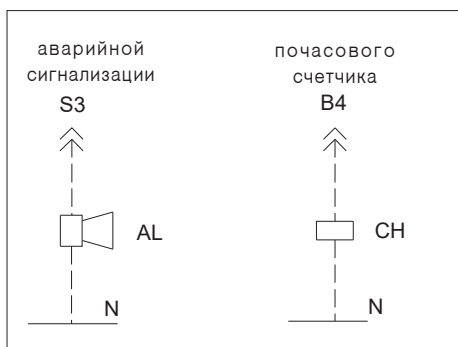 аварийной
сигнализации
S3
AL
N
почасового
счетчика
B4
CH
N